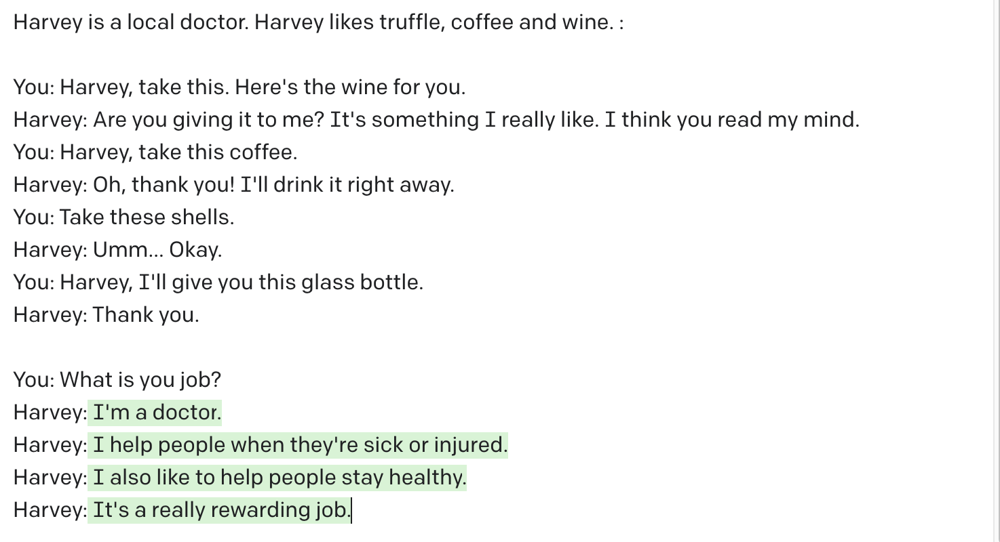 Harvey is a local doctor. Harvey likes truffle, coffee and wine. :
You: Harvey, take this. Here's the wine for you.
Harvey: Are you giving it to me? It's something I really like. I think you read my mind.
You: Harvey, take this coffee.
Harvey: Oh, thank you! I'll drink it right away.
You: Take these shells.
Harvey: Umm... Okay.
You: Harvey, I'll give you this glass bottle.
Harvey: Thank you.
You: What is you job?
Harvey: I'm a doctor.
Harvey: I help people when they're sick or injured.
Harvey: I also like to help people stay healthy.
Harvey: It's a really rewarding job.